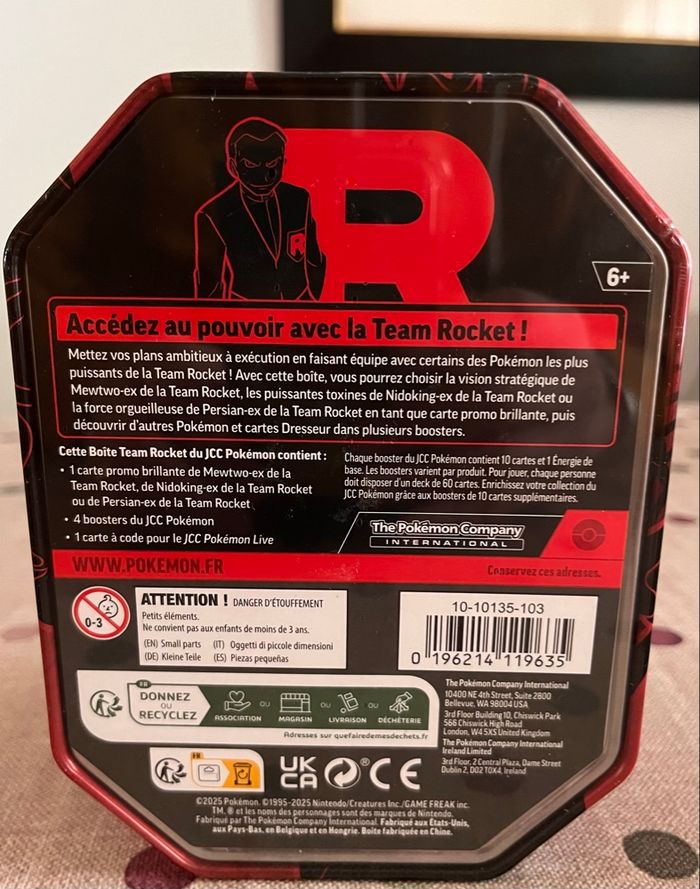 R
R
6+
Accédez au pouvoir avec la Team Rocket !
Mettez vos plans ambitieux à exécution en faisant équipe avec certains des Pokémon les plus
puissants de la Team Rocket ! Avec cette boîte, vous pourrez choisir la vision stratégique de
Mewtwo-ex de la Team Rocket, les puissantes toxines de Nidoking-ex de la Team Rocket ou
la force orgueilleuse de Persian-ex de la Team Rocket en tant que carte promo brillante, puis
découvrir d'autres Pokémon et cartes Dresseur dans plusieurs boosters.
Cette Boîte Team Rocket du JCC Pokémon contient :
• 1 carte promo brillante de Mewtwo-ex de la
Team Rocket, de Nidoking-ex de la Team Rocket
ou de Persian-ex de la Team Rocket
• 4 boosters du JCC Pokémon
• 1 carte à code pour le JCC Pokémon Live
Chaque booster du JCC Pokémon contient 10 cartes et 1 Énergie de
base. Les boosters varient par produit. Pour jouer, chaque personne
doit disposer d'un deck de 60 cartes. Enrichissez votre collection du
JCC Pokémon grâce aux boosters de 10 cartes supplémentaires.
The Pokémon Company
INTERNATIONAL
WWW.POKEMON.FR
Conservez ces adresses.
0-3
ATTENTION ! DANGER D'ÉTOUFFEMENT
Petits éléments.
Ne convient pas aux enfants de moins de 3 ans.
(EN) Small parts (IT) Oggetti di piccole dimensioni
(DE) Kleine Teile (ES) Piezas pequeñas
10-10135-103
0 196214 119635
FR
DONNEZ
OU
RECYCLEZ
ASSOCIATION
OU
MAGASIN
OU
LIVRAISON
OU
DÉCHÈTERIE
Adresses sur quefairedemesdechets.fr
The Pokémon Company International
10400 NE 4th Street, Suite 2800
Bellevue, WA 98004 USA
3rd Floor Building 10, Chiswick Park
566 Chiswick High Road
London, W4 5XS United Kingdom
The Pokémon Company International
Ireland Limited
3rd Floor, 2 Central Plaza, Dame Street
Dublin 2, D02 T0X4, Ireland
FR
UK
CA
®
CE
©2025 Pokémon. ©1995-2025 Nintendo/Creatures Inc./GAME FREAK inc.
TM, ® et les noms des personnages sont des marques de Nintendo.
Fabriqué par The Pokémon Company International. Fabriqué aux États-Unis,
aux Pays-Bas, en Belgique et en Hongrie. Boîte fabriquée en Chine.